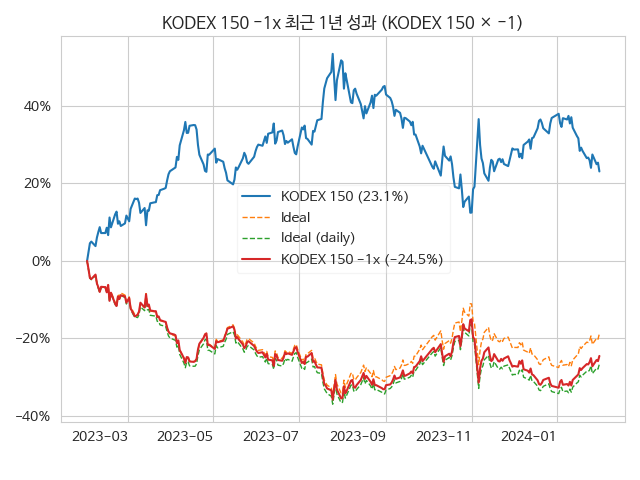 KODEX 150 −1x 최근 1년 성과 (KODEX 150 × −1)
40%
20%
0%
−20%
−40%
KODEX 150 (23.1%)
Ideal
Ideal (daily)
KODEX 150 −1x (−24.5%)
2023−03
2023−05
2023−07
2023−09
2023−11
2024−01